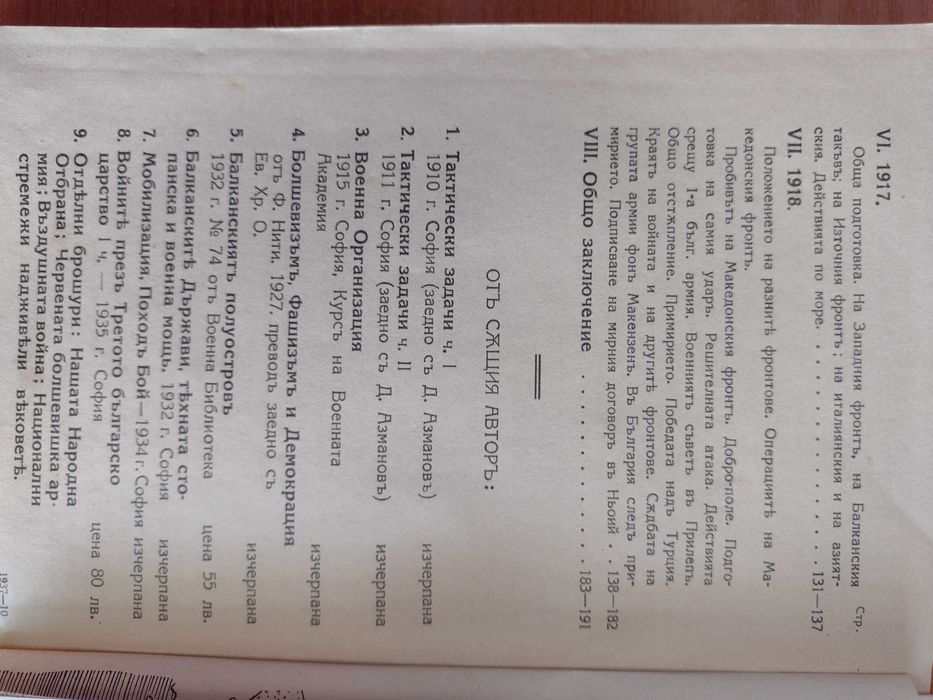 Стр.
VI. 1917.
Обща подготовка. На Западния фронтъ, на Балканския
такъвъ, на Източния фронтъ; на италиянския и на азият-
ския. Действията по море. . . . . . . . . . . . . . . 131—137
VII. 1918.
Положението на разнитѣ фронтове. Операциитѣ на Ма-
кедонския фронтъ.
Пробивътъ на Македонския фронтъ. Добро-поле. Подго-
товка на самия ударъ. Решителната атака. Действията
срещу 1-ва бълг. армия. Военниятъ съветъ въ Прилепъ.
Общо отстѫпление. Примирието. Победата надъ Турция.
Краятъ на войната и на другитѣ фронтове. Сѫдбата на
групата армии фонъ Макензенъ. Въ България следъ при-
мирието. Подписване на мирния договоръ въ Ньоий . . 138—182
VIII. Общо заключение . . . . . . . . . . . . 183—191
ОТЪ СѪЩИЯ АВТОРЪ:
1. Тактически задачи ч. I
1910 г. София (заедно съ Д. Азмановъ) изчерпана
2. Тактически задачи ч. II
1911 г. София (заедно съ Д. Азмановъ) изчерпана
3. Военна Организация
1915 г. София, Курсъ на Военната
Академия изчерпана
4. Болшевизъмъ, Фашизъмъ и Демокрация
отъ Ф. Нити. 1927. преводъ заедно съ
Ев. Хр. О, изчерпана
5. Балканскиятъ полуостровъ
1932 г. № 74 отъ Военна Библиотека цена 55 лв.
6. Балканскитѣ Държави, тѣхната сто-
панска и военна мощь, 1932 г. София изчерпана
7. Мобилизация, Походъ Бой—1934 г. София изчерпана
8. Войнитѣ презъ Третото българско
царство I ч. — 1935 г. София цена 80 лв.
9. Отдѣлни брошури: Нашата Народна
Отбрана; Червената болшевишка ар-
мия; Въздушната война; Национални
стремежи надживѣли вѣковетѣ.
1937—10